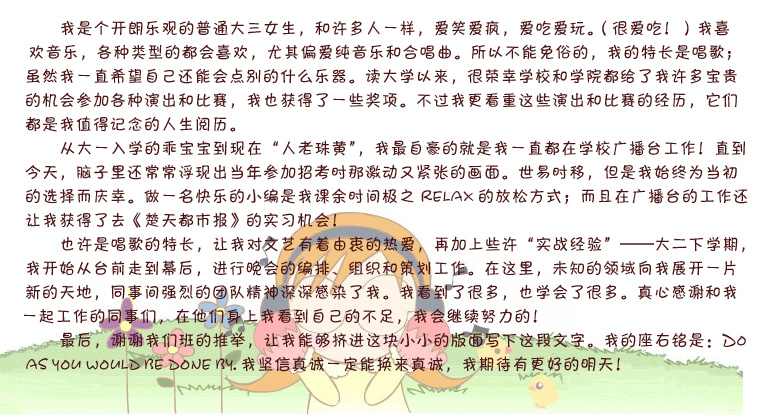 我是个开朗乐观的普通大三女生，和许多人一样，爱笑爱疯，爱吃爱玩。（很爱吃！）我喜
欢音乐，各种类型的都会喜欢，尤其偏爱纯音乐和合唱曲。所以不能免俗的，我的特长是唱歌；
虽然我一直希望自己还能会点别的什么乐器。读大学以来，很荣幸学校和学院都给了我许多宝贵
的机会参加各种演出和比赛，我也获得了一些奖项。不过我更看重这些演出和比赛的经历，它们
都是我值得记念的人生阅历。
从大一入学的乖宝宝到现在“人老珠黄”，我最自豪的就是我一直都在学校广播台工作！直到
今天，脑子里还常常浮现出当年参加招考时那激动又紧张的画面。世易时移，但是我始终为当初
的选择而庆幸。做一名快乐的小编是我课余时间极之 RELAX 的放松方式；而且在广播台的工作还
让我获得了去《楚天都市报》的实习机会！
也许是唱歌的特长，让我对文艺有着由衷的热爱，再加上些许“实战经验”——大二下学期，
我开始从台前走到幕后，进行晚会的编排、组织和策划工作。在这里，未知的领域向我展开一片
新的天地，同事间强烈的团队精神深深感染了我。我看到了很多，也学会了很多。真心感谢和我
一起工作的同事们，在他们身上我看到自己的不足，我会继续努力的！
最后，谢谢我们班的推举，让我能够挤进这块小小的版面写下这段文字。我的座右铭是：DO
AS YOU WOULD BE DONE BY. 我坚信真诚一定能换来真诚，我期待有更好的明天！